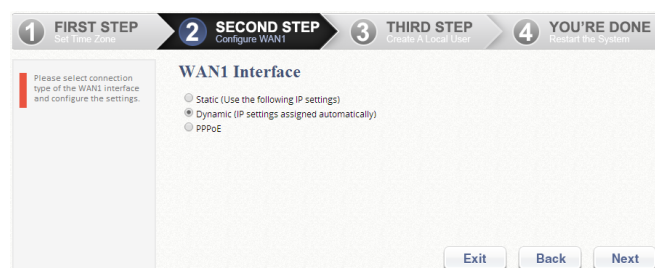 1 FIRST STEP
Set Time Zone
2 SECOND STEP
Configure WAN1
3 THIRD STEP
Create A Local User
4 YOU'RE DONE
Restart the System
Please select connection
type of the WAN1 interface
and configure the settings.
WAN1 Interface
Static (Use the following IP settings)
Dynamic (IP settings assigned automatically)
PPPoE
Exit Back Next